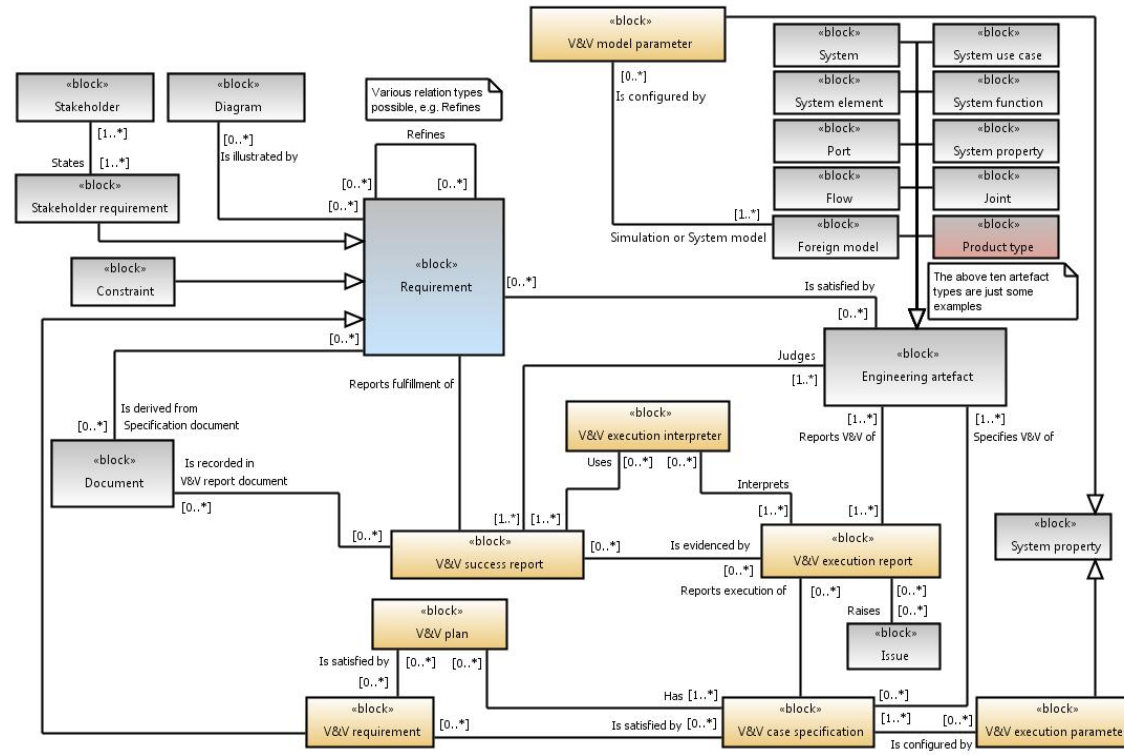 «block»
V&V model parameter
[0..*]
Is configured by
«block»
System
«block»
System use case
«block»
System element
«block»
System function
«block»
Port
«block»
System property
«block»
Flow
«block»
Joint
[1..*]
Simulation or System model
«block»
Foreign model
«block»
Product type
The above ten artefact
types are just some
examples
«block»
Stakeholder
[1..*]
States
[1..*]
«block»
Stakeholder requirement
«block»
Diagram
[0..*]
Is illustrated by
[0..*]
Various relation types
possible, e.g. Refines
Refines
[0..*]
[0..*]
«block»
Requirement
[0..*]
«block»
Constraint
[0..*]
Is satisfied by
[0..*]
«block»
Engineering artefact
Judges
[1..*]
Reports fulfillment of
Is derived from
Specification document
[0..*]
«block»
Document
Is recorded in
V&V report document
[0..*]
[0..*]
«block»
V&V execution interpreter
Uses
[0..*]
[0..*]
Interprets
[1..*]
[1..*]
Reports V&V of
[1..*]
[1..*]
Specifies V&V of
[1..*]
[1..*]
«block»
V&V success report
[0..*]
Is evidenced by
[0..*]
«block»
V&V execution report
«block»
System property
Reports execution of
[0..*]
[0..*]
Raises
[0..*]
«block»
Issue
«block»
V&V plan
Is satisfied by
[0..*]
[0..*]
[0..*]
Has
[1..*]
[0..*]
«block»
V&V requirement
[0..*]
Is satisfied by
[0..*]
«block»
V&V case specification
[1..*]
[0..*]
Is configured by
«block»
V&V execution parameter